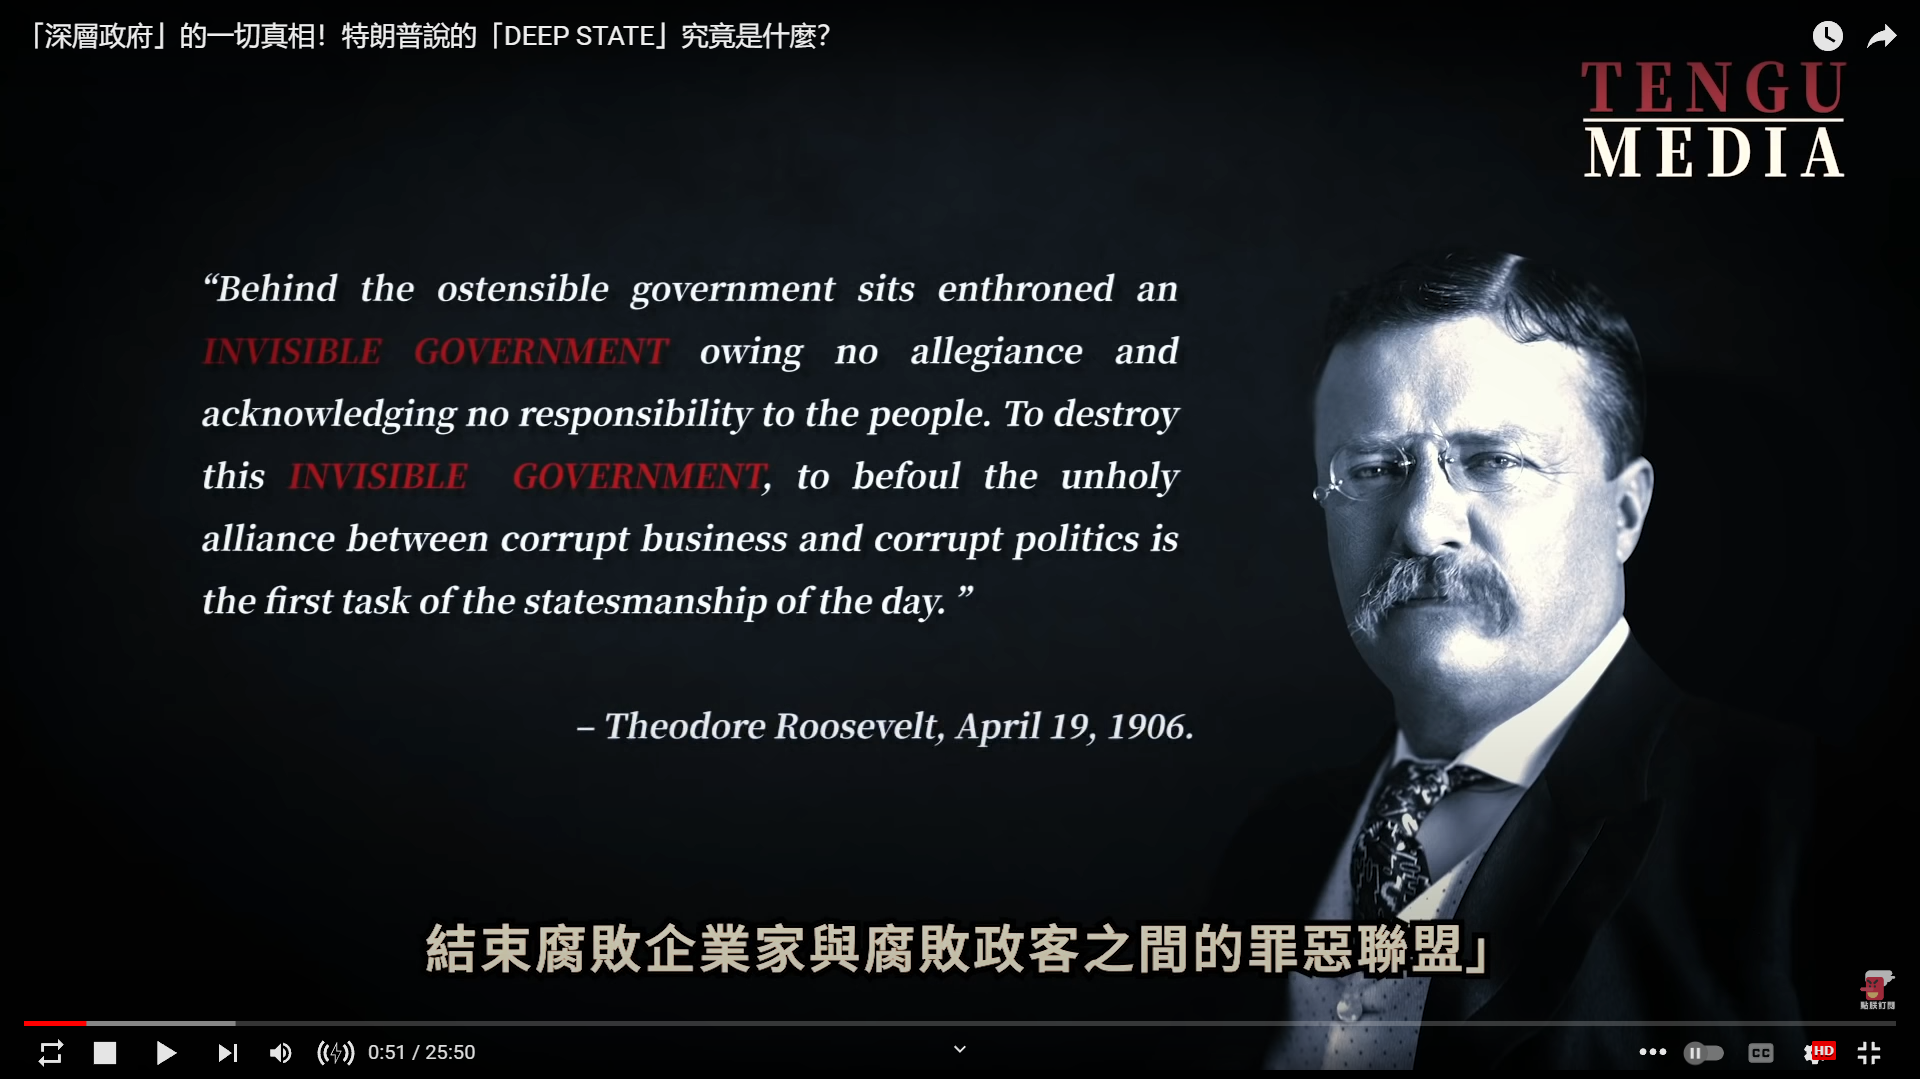 「深層政府」的一切真相！特朗普說的「DEEP STATE」究竟是什麼？
TENGU
MEDIA
“Behind the ostensible government sits enthroned an
INVISIBLE GOVERNMENT owing no allegiance and
acknowledging no responsibility to the people. To destroy
this INVISIBLE GOVERNMENT, to befoul the unholy
alliance between corrupt business and corrupt politics is
the first task of the statesmanship of the day. ”
– Theodore Roosevelt, April 19, 1906.
結束腐敗企業家與腐敗政客之間的罪惡聯盟」
0:51 / 25:50
CC
HD